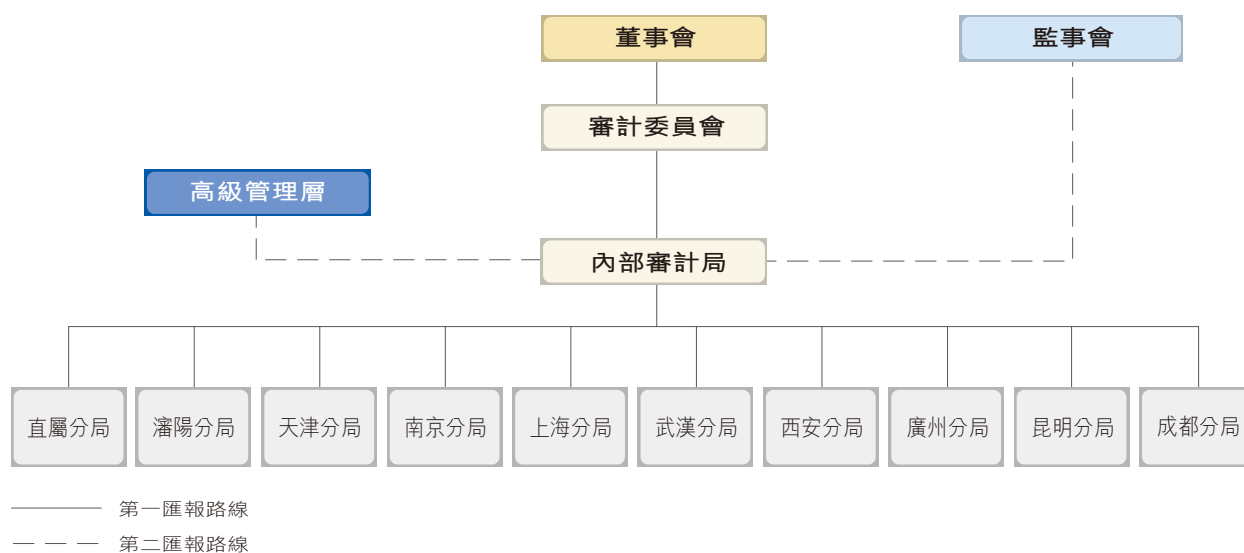 董事會
監事會
審計委員會
高級管理層
內部審計局
直屬分局
瀋陽分局
天津分局
南京分局
上海分局
武漢分局
西安分局
廣州分局
昆明分局
成都分局
第一匯報路線
第二匯報路線